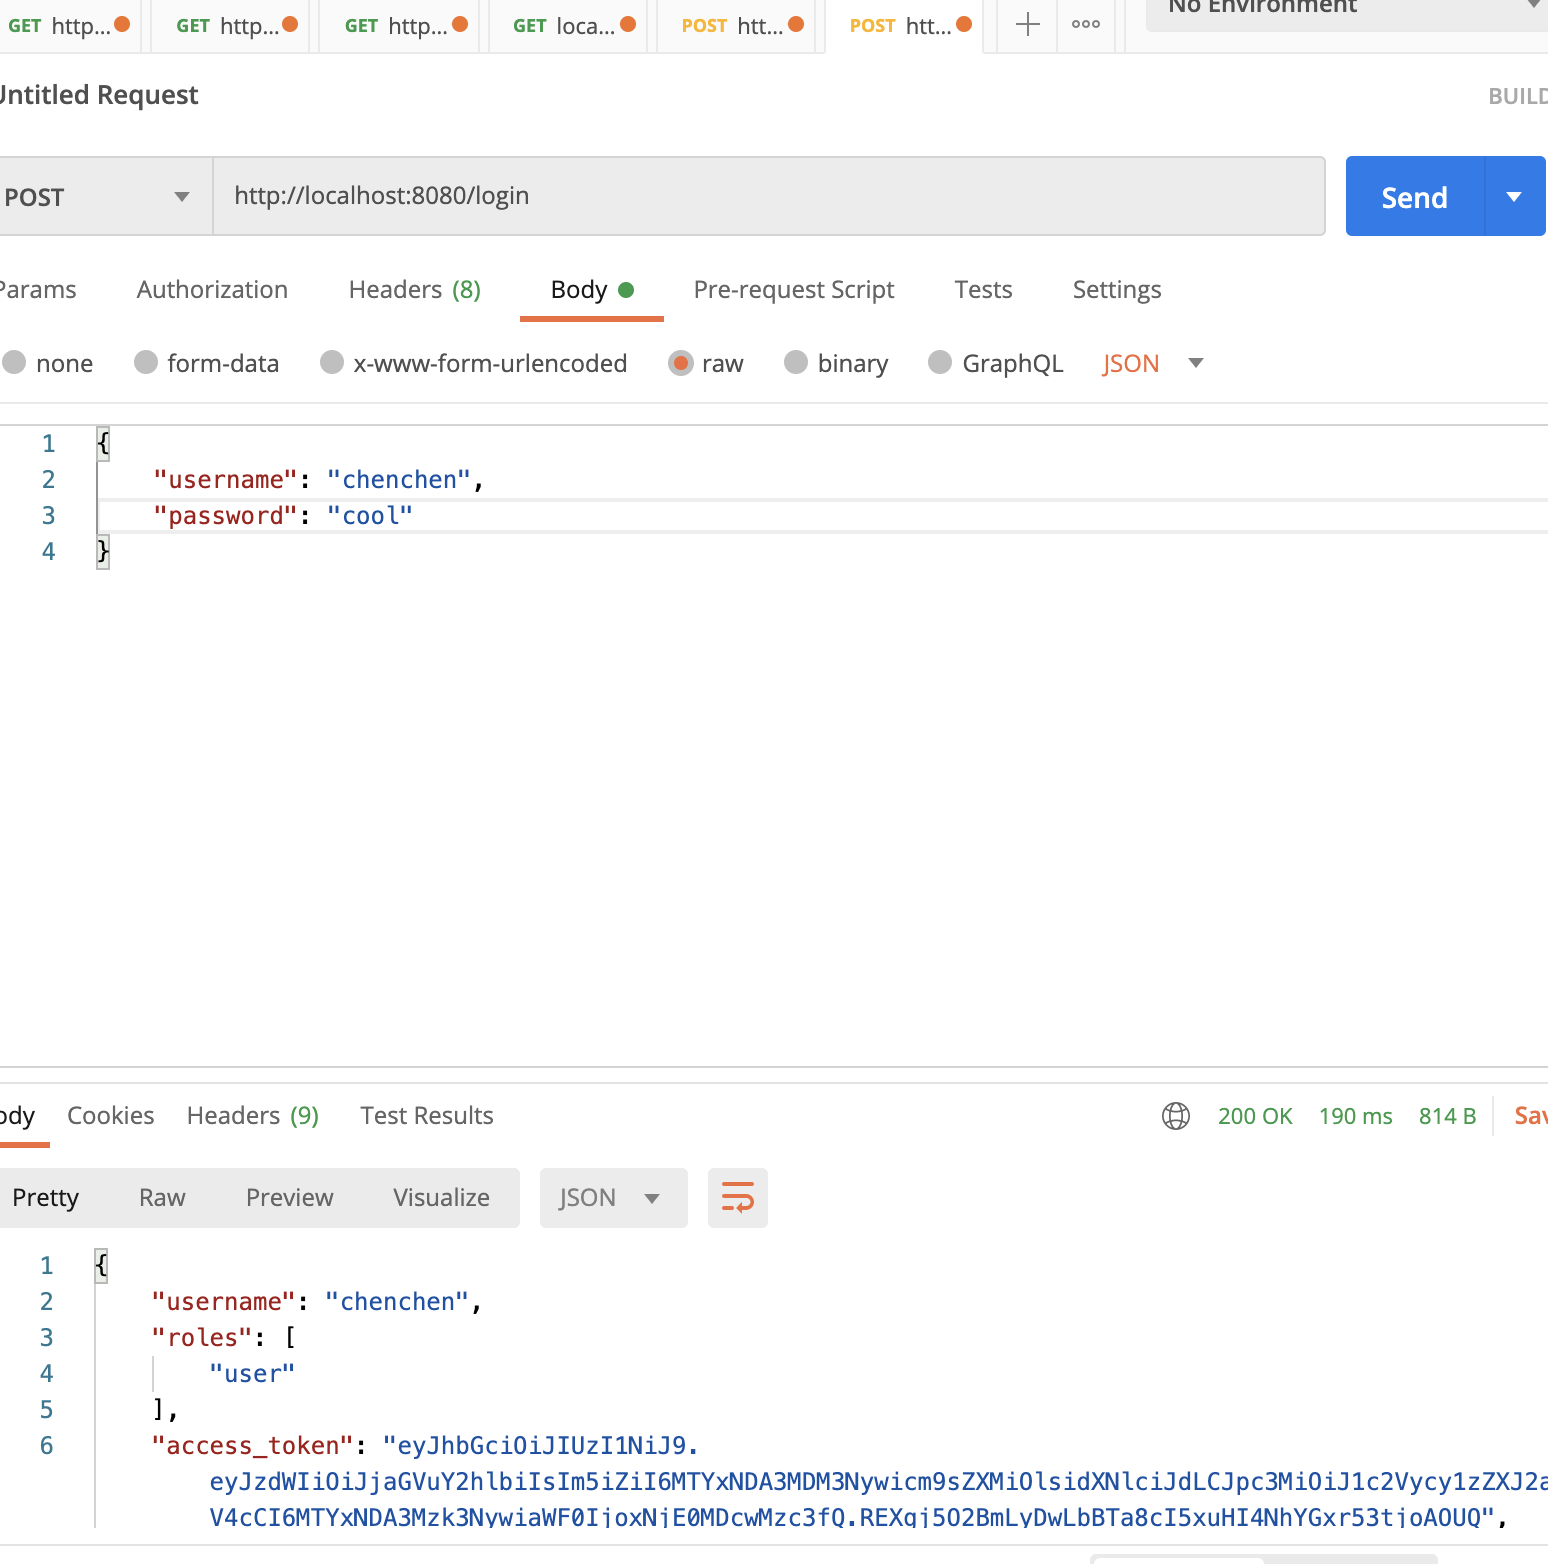 GET http... GET http... GET http... GET loca... POST htt... POST htt... No Environment
Untitled Request BUILD
POST http://localhost:8080/login Send
Params Authorization Headers (8) Body Pre-request Script Tests Settings
none form-data x-www-form-urlencoded raw binary GraphQL JSON
1 {
2 "username": "chenchen",
3 "password": "cool"
4 }
ody Cookies Headers (9) Test Results 200 OK 190 ms 814 B Sav
Pretty Raw Preview Visualize JSON
1 {
2 "username": "chenchen",
3 "roles": [
4 "user"
5 ],
6 "access_token": "eyJhbGciOiJIUzI1NiJ9.
eyJzdWIiOiJjaGVuY2hlbiIsIm5iZiI6MTYxNDA3MDM3Nywicm9sZXMiOlsidXNlciJdLCJpc3MiOiJ1c2Vycy1zZXJ2a
V4cCI6MTYxNDA3Mzk3NywiaWF0IjoxNjE0MDcwMzc3fQ.REXqj5O2BmLyDwLbBTa8cI5xuHI4NhYGxr53tjoAOUQ",